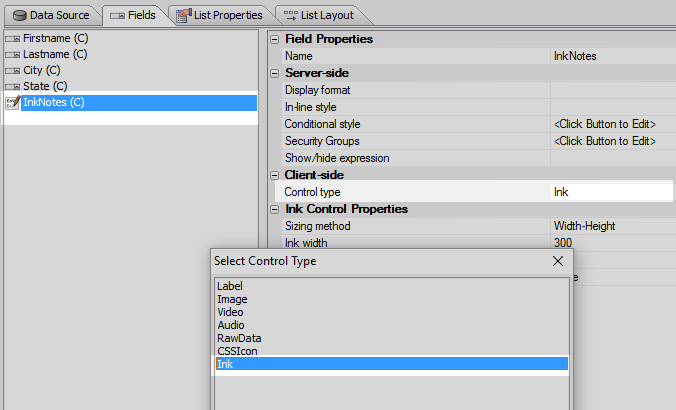 Data Source Fields List Properties List Layout
Firstname (C)
Lastname (C)
City (C)
State (C)
InkNotes (C)
Field Properties
Name InkNotes
Server-side
Display format
In-line style
Conditional style <Click Button to Edit>
Security Groups <Click Button to Edit>
Show/hide expression
Client-side
Control type Ink
Ink Control Properties
Sizing method Width-Height
Ink width 300
Select Control Type
Label
Image
Video
Audio
RawData
CSSIcon
Ink